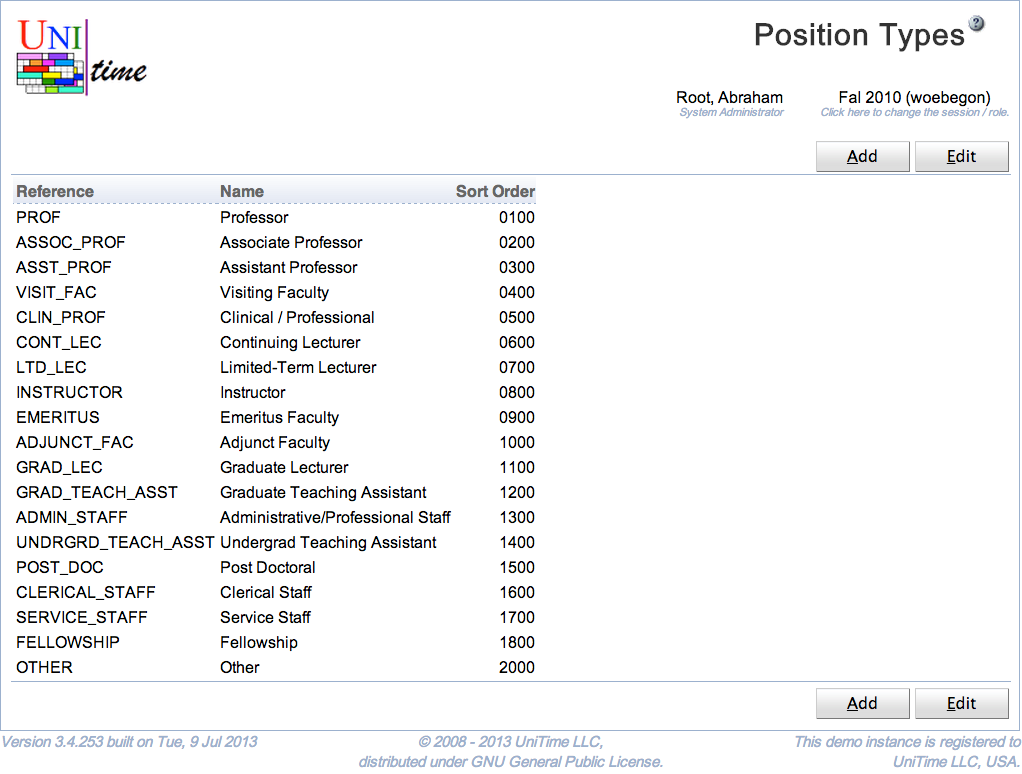 UNI
time
Position Types
?
Root, Abraham Fal 2010 (woebegon)
System Administrator Click here to change the session / role.
Add Edit
Reference Name Sort Order
PROF Professor 0100
ASSOC_PROF Associate Professor 0200
ASST_PROF Assistant Professor 0300
VISIT_FAC Visiting Faculty 0400
CLIN_PROF Clinical / Professional 0500
CONT_LEC Continuing Lecturer 0600
LTD_LEC Limited-Term Lecturer 0700
INSTRUCTOR Instructor 0800
EMERITUS Emeritus Faculty 0900
ADJUNCT_FAC Adjunct Faculty 1000
GRAD_LEC Graduate Lecturer 1100
GRAD_TEACH_ASST Graduate Teaching Assistant 1200
ADMIN_STAFF Administrative/Professional Staff 1300
UNDRGRD_TEACH_ASST Undergrad Teaching Assistant 1400
POST_DOC Post Doctoral 1500
CLERICAL_STAFF Clerical Staff 1600
SERVICE_STAFF Service Staff 1700
FELLOWSHIP Fellowship 1800
OTHER Other 2000
Add Edit
Version 3.4.253 built on Tue, 9 Jul 2013 © 2008 - 2013 UniTime LLC, This demo instance is registered to
distributed under GNU General Public License. UniTime LLC, USA.